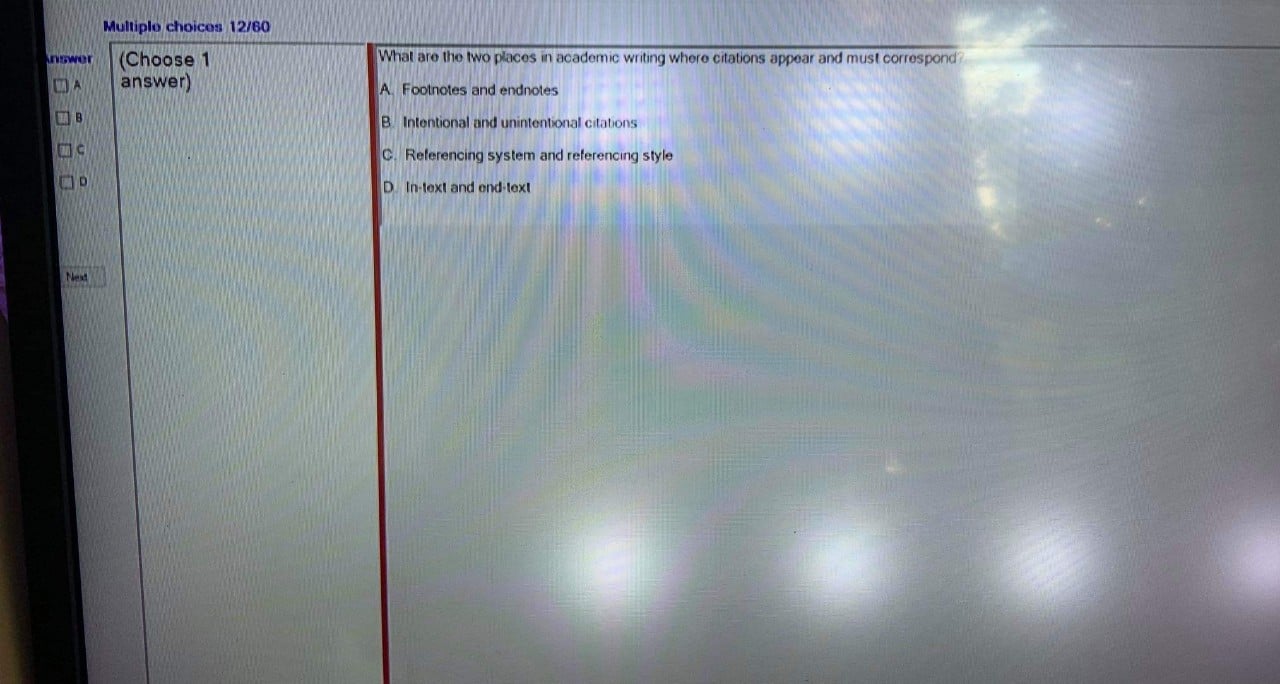 Multiple choices 12/60
Answer
(Choose 1
answer)
A
B
C
D
Next
What are the two places in academic writing where citations appear and must correspond?
A. Footnotes and endnotes
B. Intentional and unintentional citations
C. Referencing system and referencing style
D. In-text and end-text